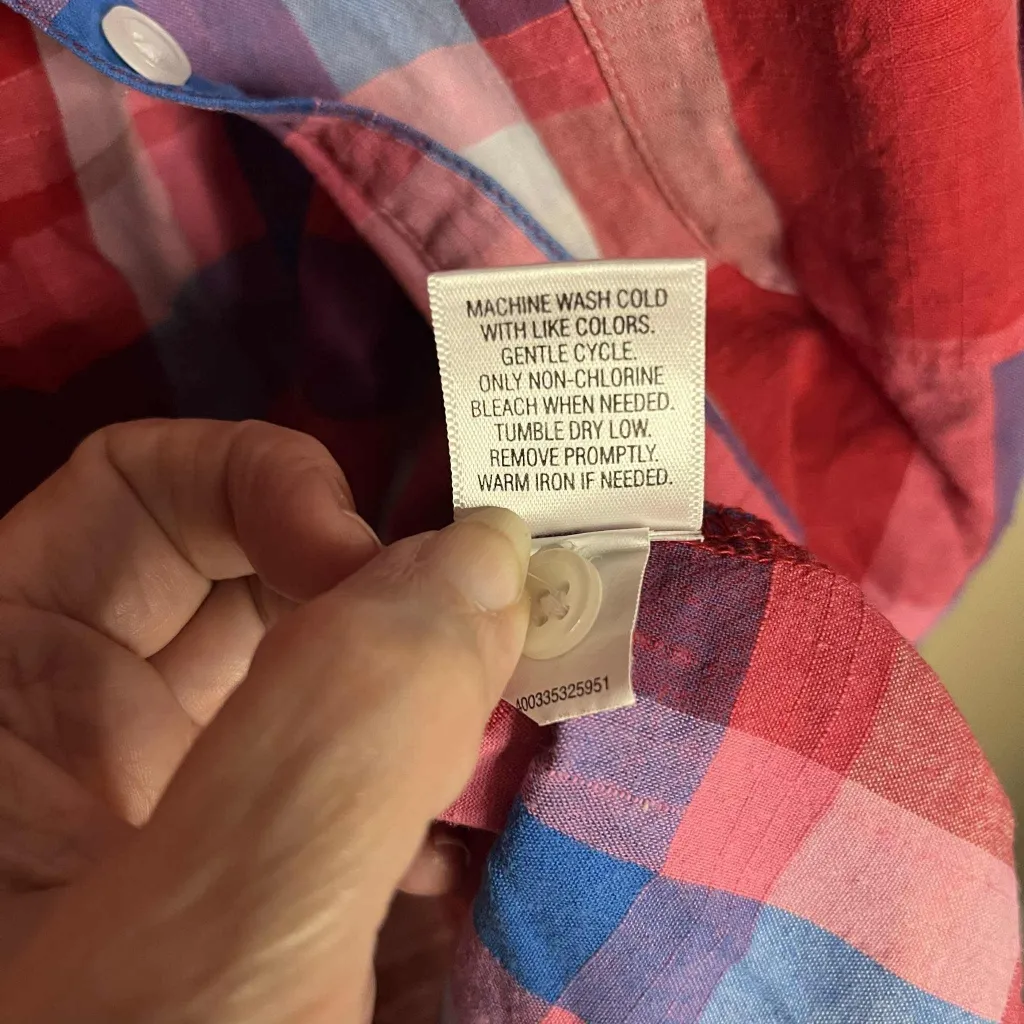 MACHINE WASH COLD
WITH LIKE COLORS.
GENTLE CYCLE.
ONLY NON-CHLORINE
BLEACH WHEN NEEDED.
TUMBLE DRY LOW.
REMOVE PROMPTLY.
WARM IRON IF NEEDED.
400335325951